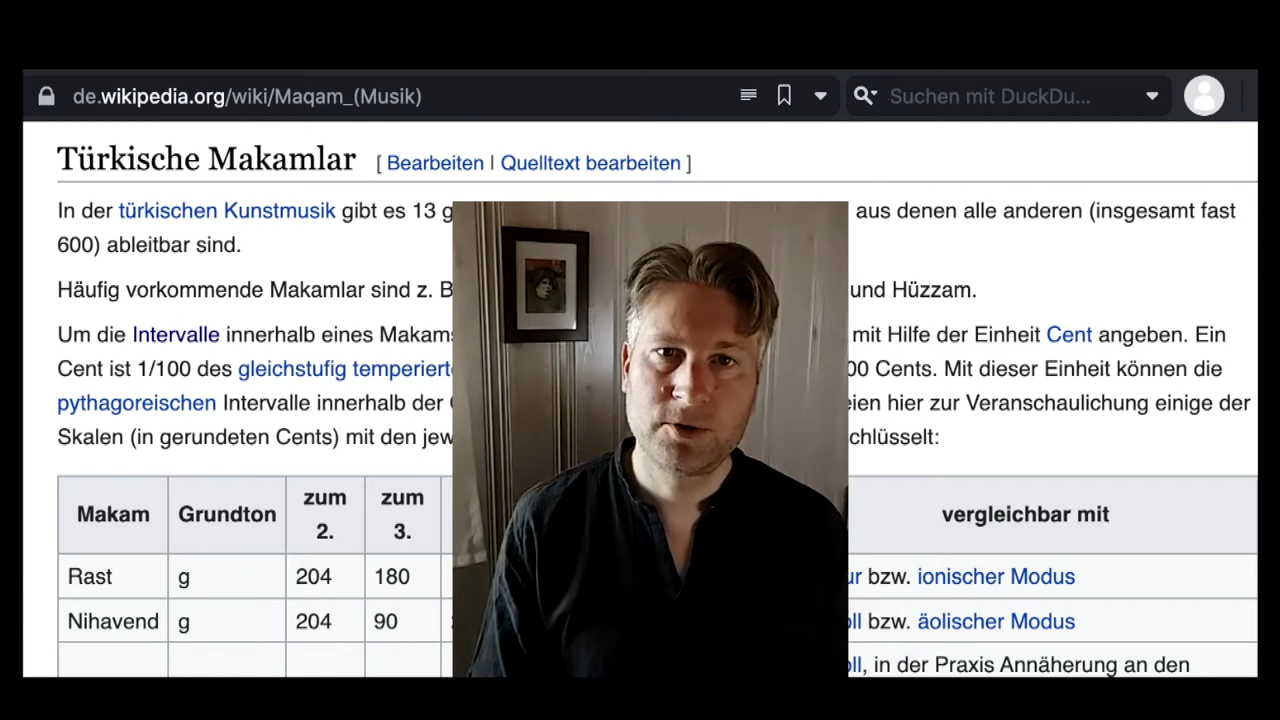 de.wikipedia.org/wiki/Maqam_(Musik)
Suchen mit DuckDu...
Türkische Makamlar [ Bearbeiten | Quelltext bearbeiten ]
In der türkischen Kunstmusik gibt es 13 g aus denen alle anderen (insgesamt fast
600) ableitbar sind.
Häufig vorkommende Makamlar sind z. B und Hüzzam.
Um die Intervalle innerhalb eines Makams mit Hilfe der Einheit Cent angeben. Ein
Cent ist 1/100 des gleichstufig temperierte 00 Cents. Mit dieser Einheit können die
pythagoreischen Intervalle innerhalb der eien hier zur Veranschaulichung einige der
Skalen (in gerundeten Cents) mit den jew chlüsselt:
Makam Grundton zum 2. zum 3. vergleichbar mit
Rast g 204 180 ur bzw. ionischer Modus
Nihavend g 204 90 oll bzw. äolischer Modus
oll, in der Praxis Annäherung an den